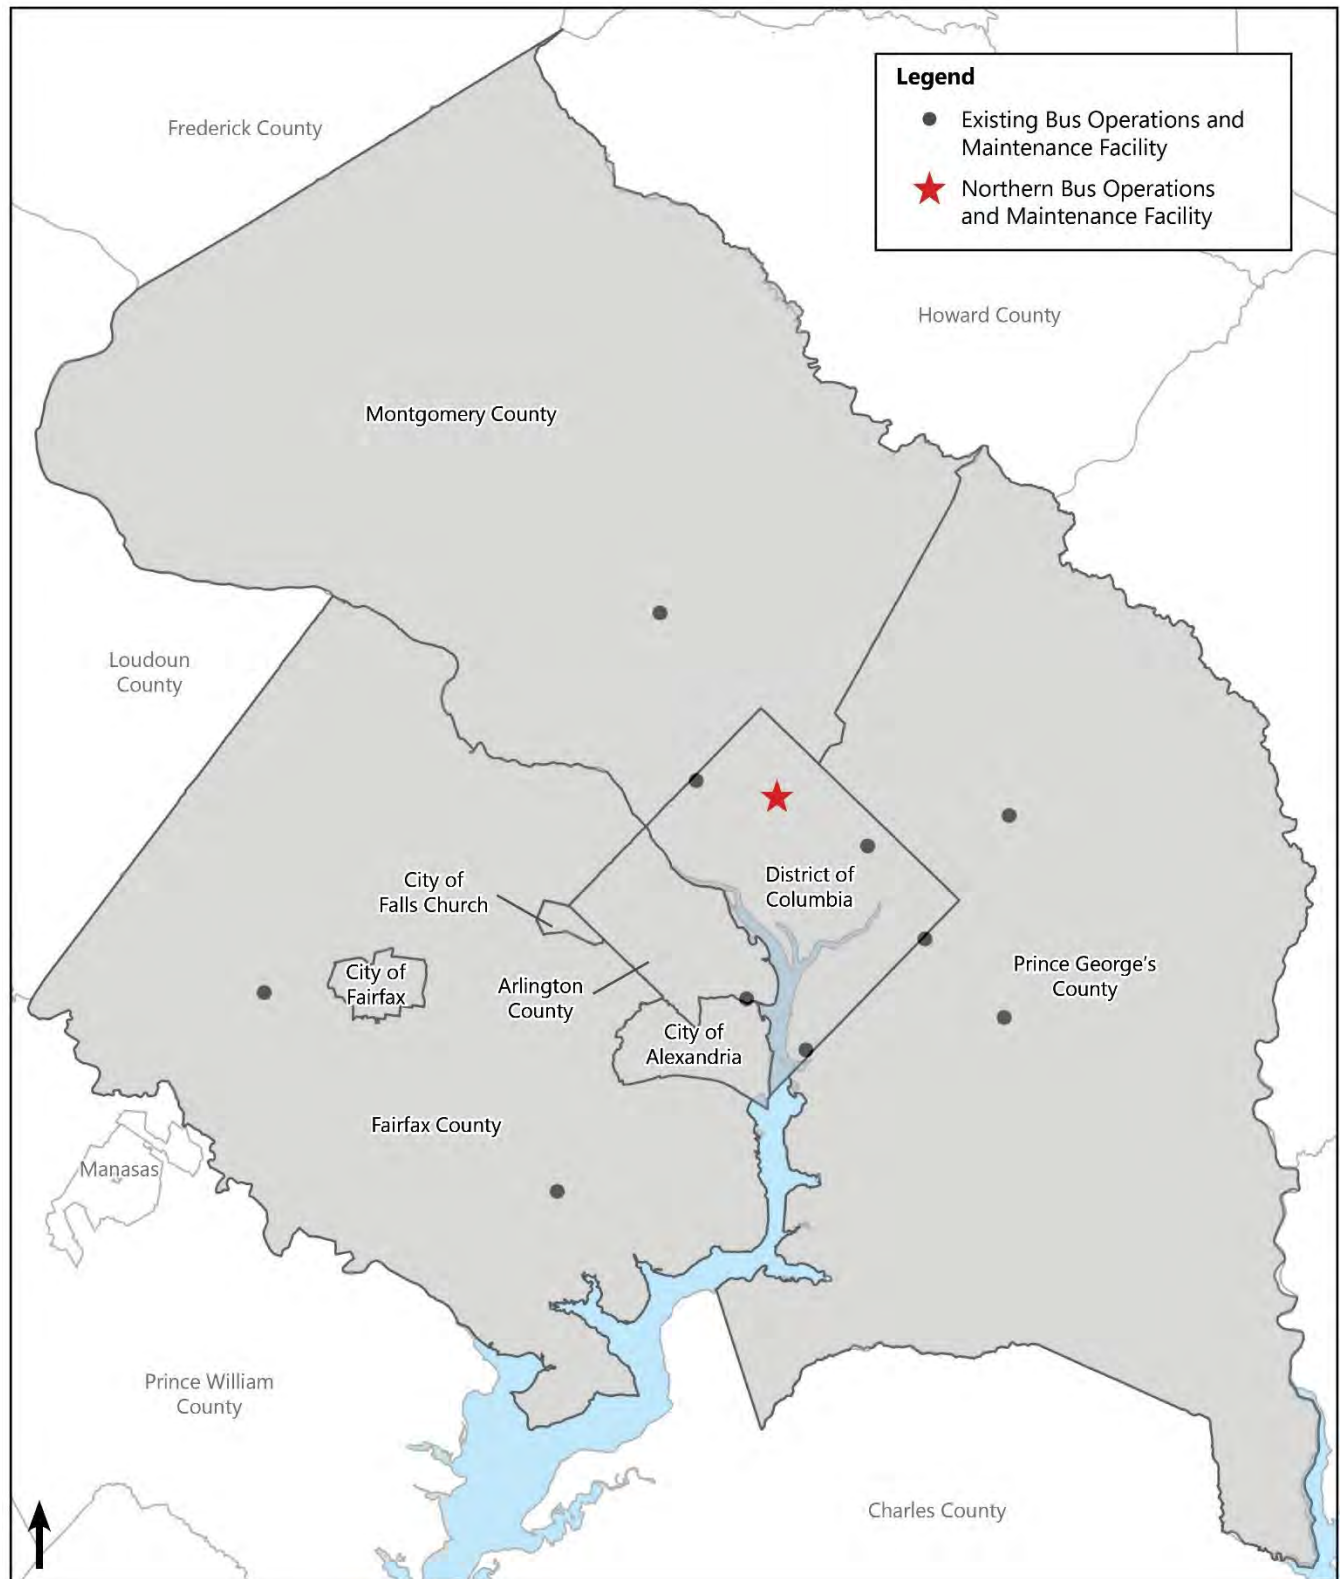 Legend
Existing Bus Operations and
Maintenance Facility
Northern Bus Operations
and Maintenance Facility
Frederick County
Howard County
Montgomery County
Loudoun
County
City of
Falls Church
District of
Columbia
City of
Fairfax
Arlington
County
Prince George's
County
City of
Alexandria
Fairfax County
Manasas
Prince William
County
Charles County